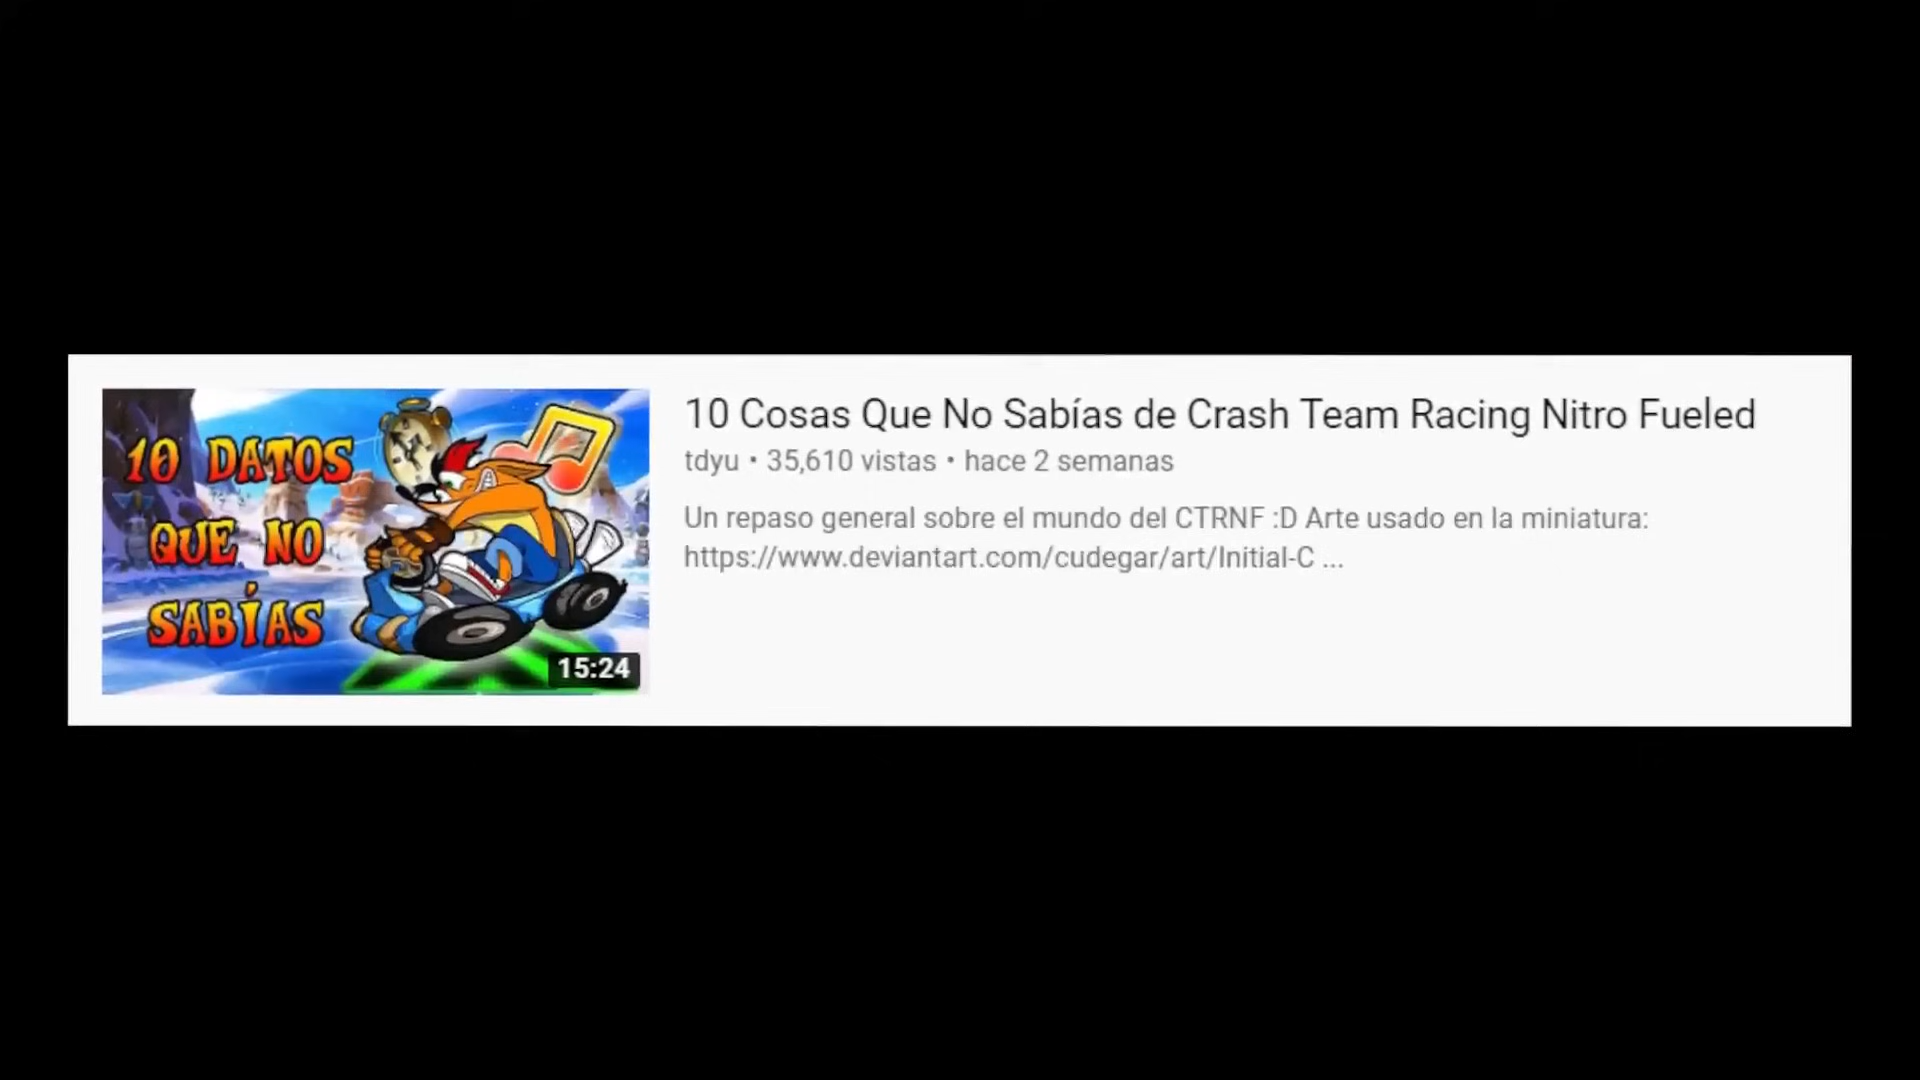 10 DATOS
QUE NO
SABÍAS
15:24
10 Cosas Que No Sabías de Crash Team Racing Nitro Fueled
tdyu • 35,610 vistas • hace 2 semanas
Un repaso general sobre el mundo del CTRNF :D Arte usado en la miniatura:
https://www.deviantart.com/cudegar/art/Initial-C ...